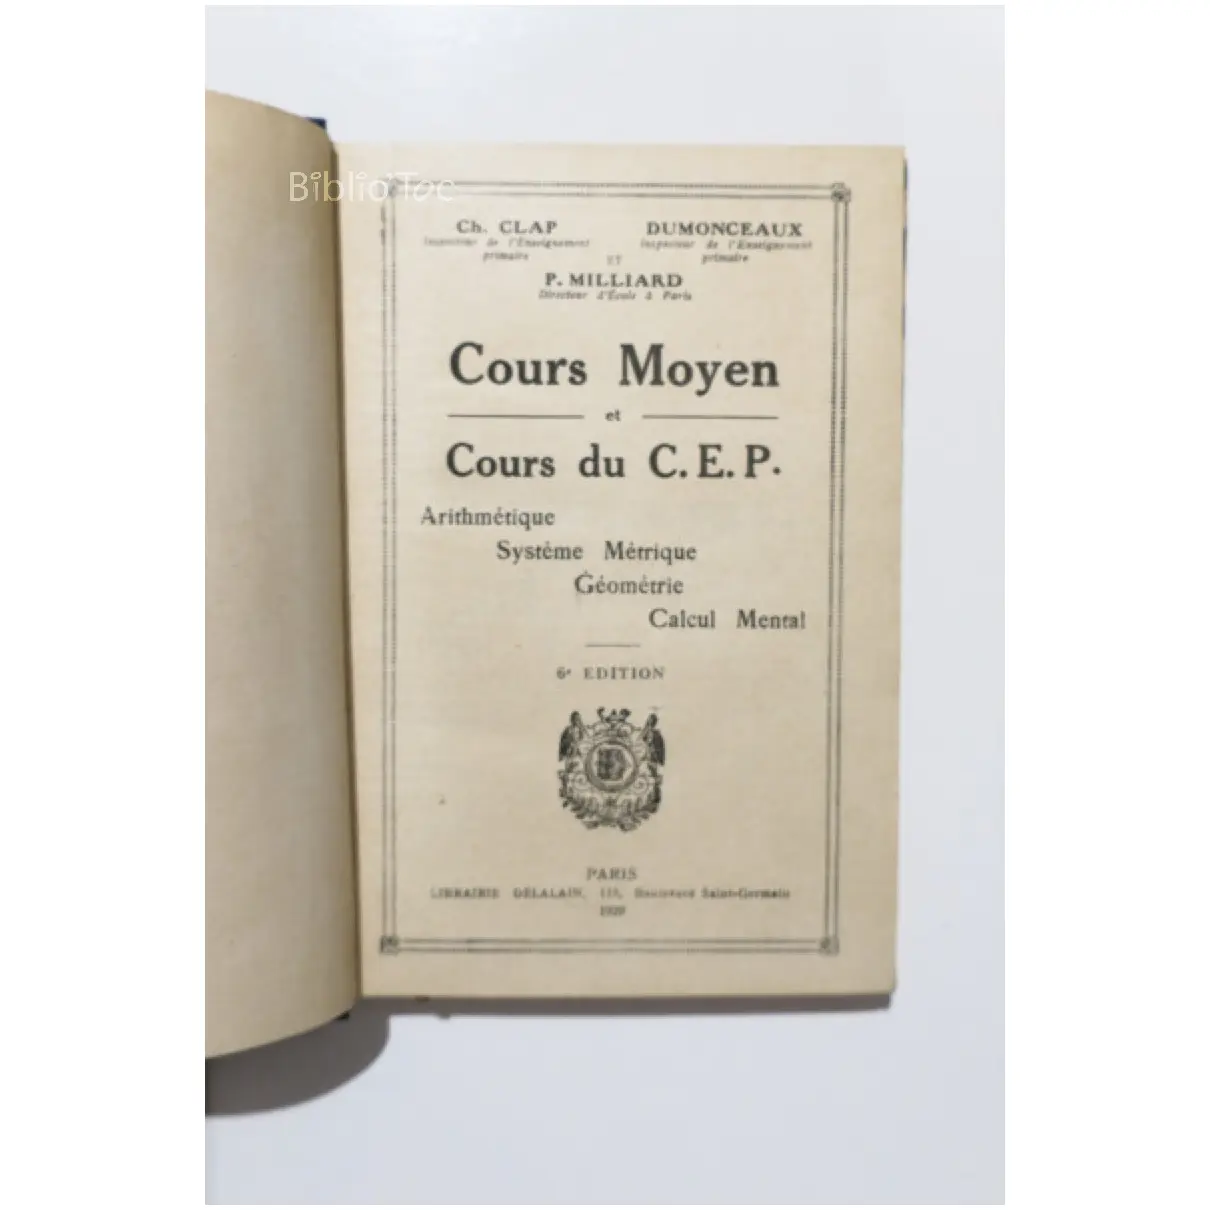 Biblio'Toc
Ch. CLAP DUMONCEAUX
Inspecteur de l'Enseignement Inspecteur de l'Enseignement
primaire ET primaire
P. MILLIARD
Directeur d'École à Paris
Cours Moyen
et
Cours du C.E.P.
Arithmétique
Système Métrique
Géométrie
Calcul Mental
6e EDITION
PARIS
LIBRAIRIE DELALAIN, 115, Boulevard Saint-Germain